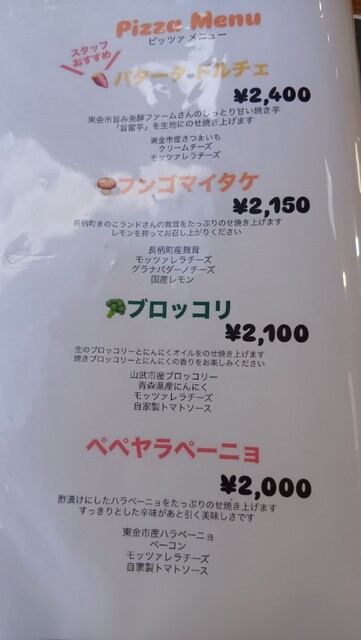 Pizza Menu
ピッツァ メニュー
スタッフ
おすすめ
パタータ ドルチェ
¥2,400
東金市旨み発酵ファームさんのしっとり甘い焼き芋
「旨蜜芋」を生地にのせ焼き上げます
東金市産さつまいも
クリームチーズ
モッツァレラチーズ
フンゴマイタケ
¥2,150
長柄町きのこランドさんの舞茸をたっぷりのせ焼き上げます
レモンを搾ってお召し上がりください
長柄町産舞茸
モッツァレラチーズ
グラナパダーノチーズ
国産レモン
ブロッコリ
¥2,100
生のブロッコリーとにんにくオイルをのせ焼き上げます
焼きブロッコリーとにんにくの香りをお楽しみください
山武市産ブロッコリー
青森県産にんにく
モッツァレラチーズ
自家製トマトソース
ペペヤラペーニョ
¥2,000
酢漬けにしたハラペーニョをたっぷりのせ焼き上げます
すっきりとした辛味があと引く美味しさです
東金市産ハラペーニョ
ベーコン
モッツァレラチーズ
自家製トマトソース